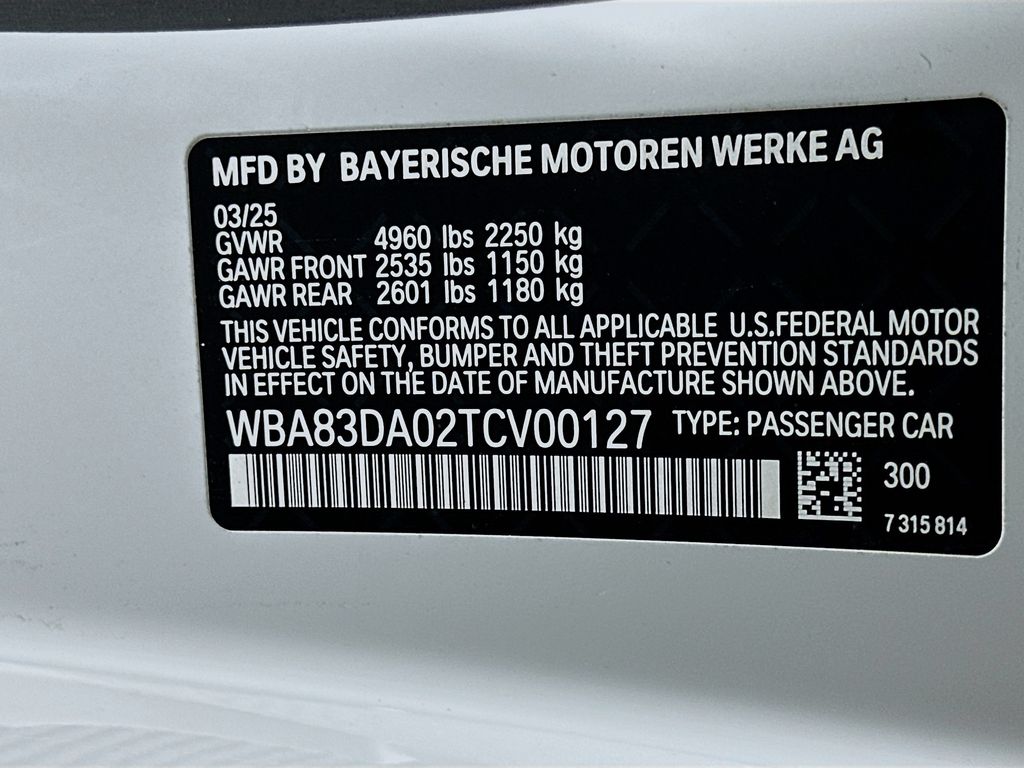 MFD BY BAYERISCHE MOTOREN WERKE AG
03/25
GVWR 4960 lbs 2250 kg
GAWR FRONT 2535 lbs 1150 kg
GAWR REAR 2601 lbs 1180 kg
THIS VEHICLE CONFORMS TO ALL APPLICABLE U.S.FEDERAL MOTOR
VEHICLE SAFETY, BUMPER AND THEFT PREVENTION STANDARDS
IN EFFECT ON THE DATE OF MANUFACTURE SHOWN ABOVE.
WBA83DA02TCV00127 TYPE: PASSENGER CAR
300
7 315 814